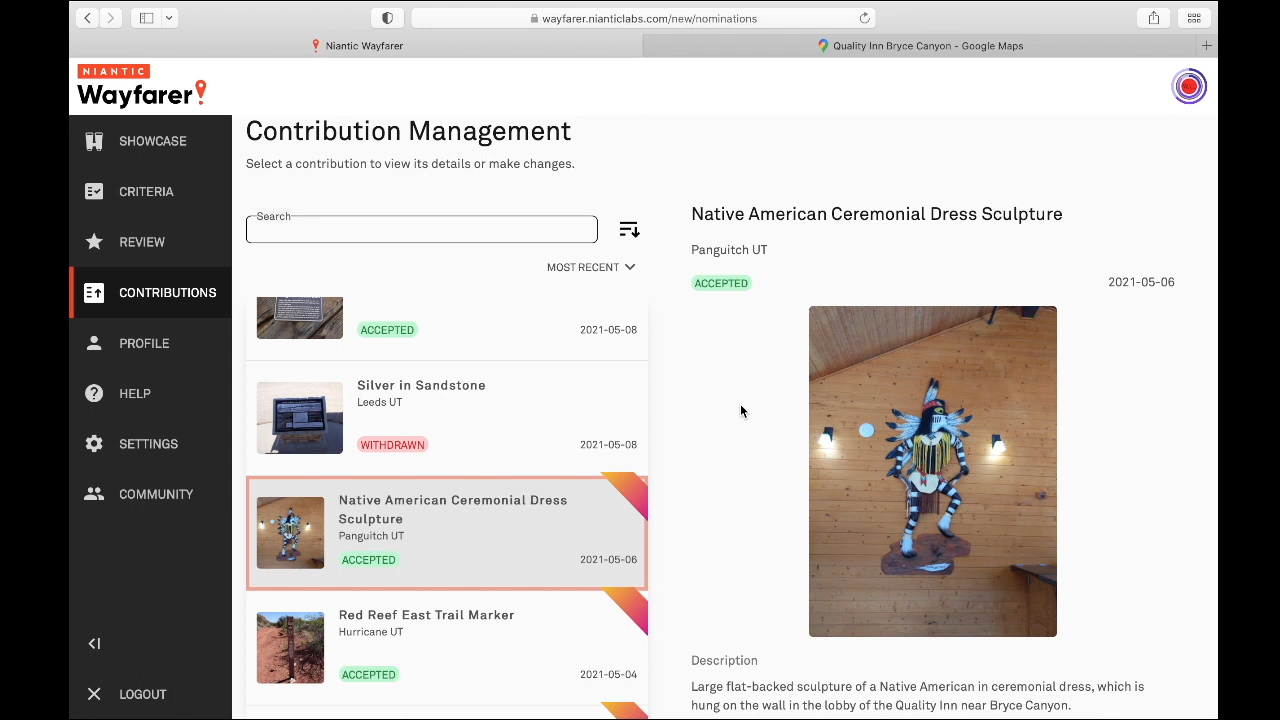 wayfarer.nianticlabs.com/new/nominations
Niantic Wayfarer
Quality Inn Bryce Canyon - Google Maps
NIANTIC
Wayfarer
SHOWCASE
CRITERIA
REVIEW
CONTRIBUTIONS
PROFILE
HELP
SETTINGS
COMMUNITY
LOGOUT
Contribution Management
Select a contribution to view its details or make changes.
Search
MOST RECENT
ACCEPTED
2021-05-08
Silver in Sandstone
Leeds UT
WITHDRAWN
2021-05-08
Native American Ceremonial Dress
Sculpture
Panguitch UT
ACCEPTED
2021-05-06
Red Reef East Trail Marker
Hurricane UT
ACCEPTED
2021-05-04
Native American Ceremonial Dress Sculpture
Panguitch UT
ACCEPTED
2021-05-06
Description
Large flat-backed sculpture of a Native American in ceremonial dress, which is
hung on the wall in the lobby of the Quality Inn near Bryce Canyon.